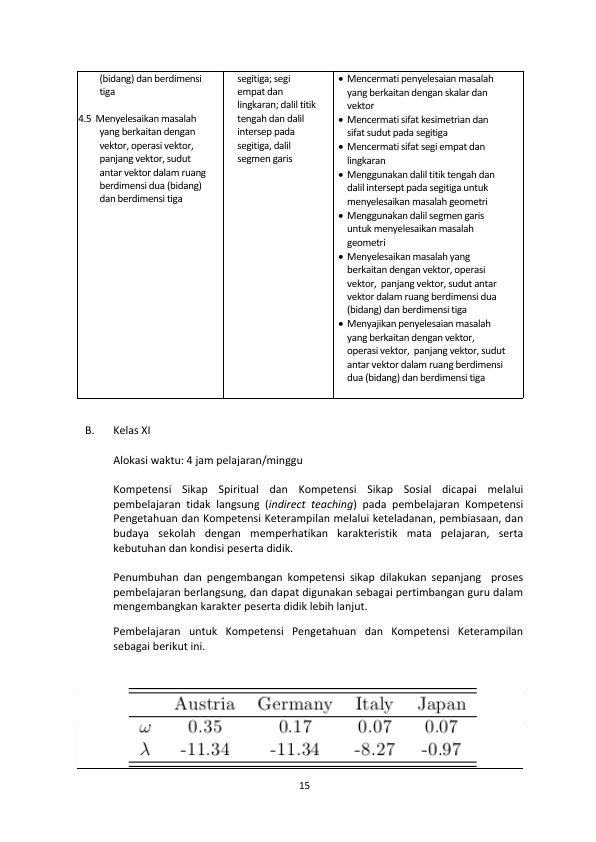 (bidang) dan berdimensi
tiga
4.5 Menyelesaikan masalah
yang berkaitan dengan
vektor, operasi vektor,
panjang vektor, sudut
antar vektor dalam ruang
berdimensi dua (bidang)
dan berdimensi tiga
segitiga; segi
empat dan
lingkaran; dalil titik
tengah dan dalil
intersep pada
segitiga, dalil
segmen garis
• Mencermati penyelesaian masalah
yang berkaitan dengan skalar dan
vektor
• Mencermati sifat kesimetrian dan
sifat sudut pada segitiga
• Mencermati sifat segi empat dan
lingkaran
• Menggunakan dalil titik tengah dan
dalil intersept pada segitiga untuk
menyelesaikan masalah geometri
• Menggunakan dalil segmen garis
untuk menyelesaikan masalah
geometri
• Menyelesaikan masalah yang
berkaitan dengan vektor, operasi
vektor, panjang vektor, sudut antar
vektor dalam ruang berdimensi dua
(bidang) dan berdimensi tiga
• Menyajikan penyelesaian masalah
yang berkaitan dengan vektor,
operasi vektor, panjang vektor, sudut
antar vektor dalam ruang berdimensi
dua (bidang) dan berdimensi tiga
B. Kelas XI
Alokasi waktu: 4 jam pelajaran/minggu
Kompetensi Sikap Spiritual dan Kompetensi Sikap Sosial dicapai melalui
pembelajaran tidak langsung (indirect teaching) pada pembelajaran Kompetensi
Pengetahuan dan Kompetensi Keterampilan melalui keteladanan, pembiasaan, dan
budaya sekolah dengan memperhatikan karakteristik mata pelajaran, serta
kebutuhan dan kondisi peserta didik.
Penumbuhan dan pengembangan kompetensi sikap dilakukan sepanjang proses
pembelajaran berlangsung, dan dapat digunakan sebagai pertimbangan guru dalam
mengembangkan karakter peserta didik lebih lanjut.
Pembelajaran untuk Kompetensi Pengetahuan dan Kompetensi Keterampilan
sebagai berikut ini.
Austria Germany Italy Japan
ω 0.35 0.17 0.07 0.07
λ -11.34 -11.34 -8.27 -0.97
15